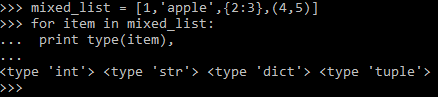 >>> mixed_list = [1,'apple',{2:3},(4,5)]
>>> for item in mixed_list:
...  print type(item),
...
<type 'int'> <type 'str'> <type 'dict'> <type 'tuple'>
>>>